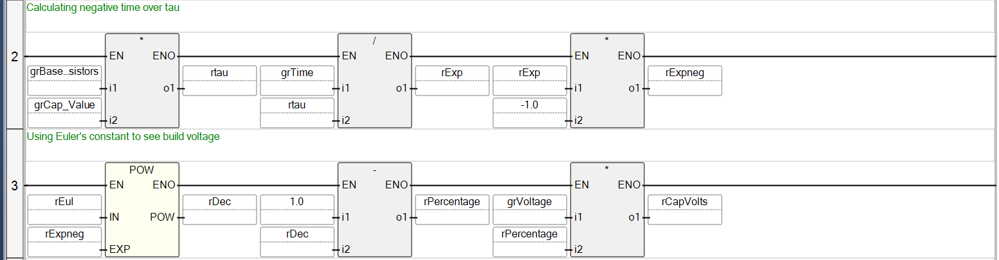 Calculating negative time over tau
* / *
2 EN ENO EN ENO EN ENO
grBase...sistors rtau grTime rExp rExp rExpneg
i1 o1 i1 o1 i1 o1
grCap_Value rtau -1.0
i2 i2 i2
Using Euler's constant to see build voltage
POW - *
3 EN ENO EN ENO EN ENO
rEul rDec 1.0 rPercentage grVoltage rCapVolts
IN POW i1 o1 i1 o1
rExpneg rDec rPercentage
EXP i2 i2